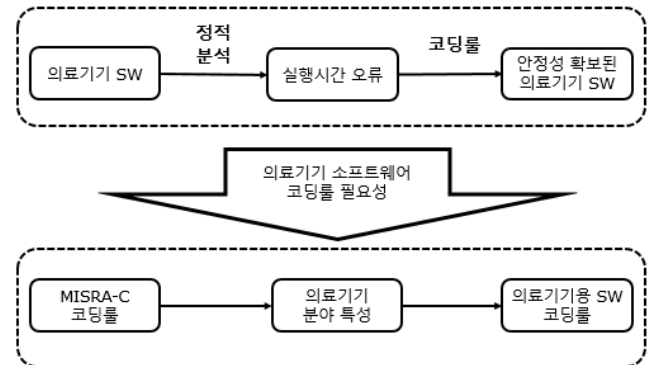 정적
분석
코딩룰
의료기기 SW
실행시간 오류
안정성 확보된
의료기기 SW
의료기기 소프트웨어
코딩룰 필요성
MISRA-C
코딩룰
의료기기
분야 특성
의료기기용 SW
코딩룰